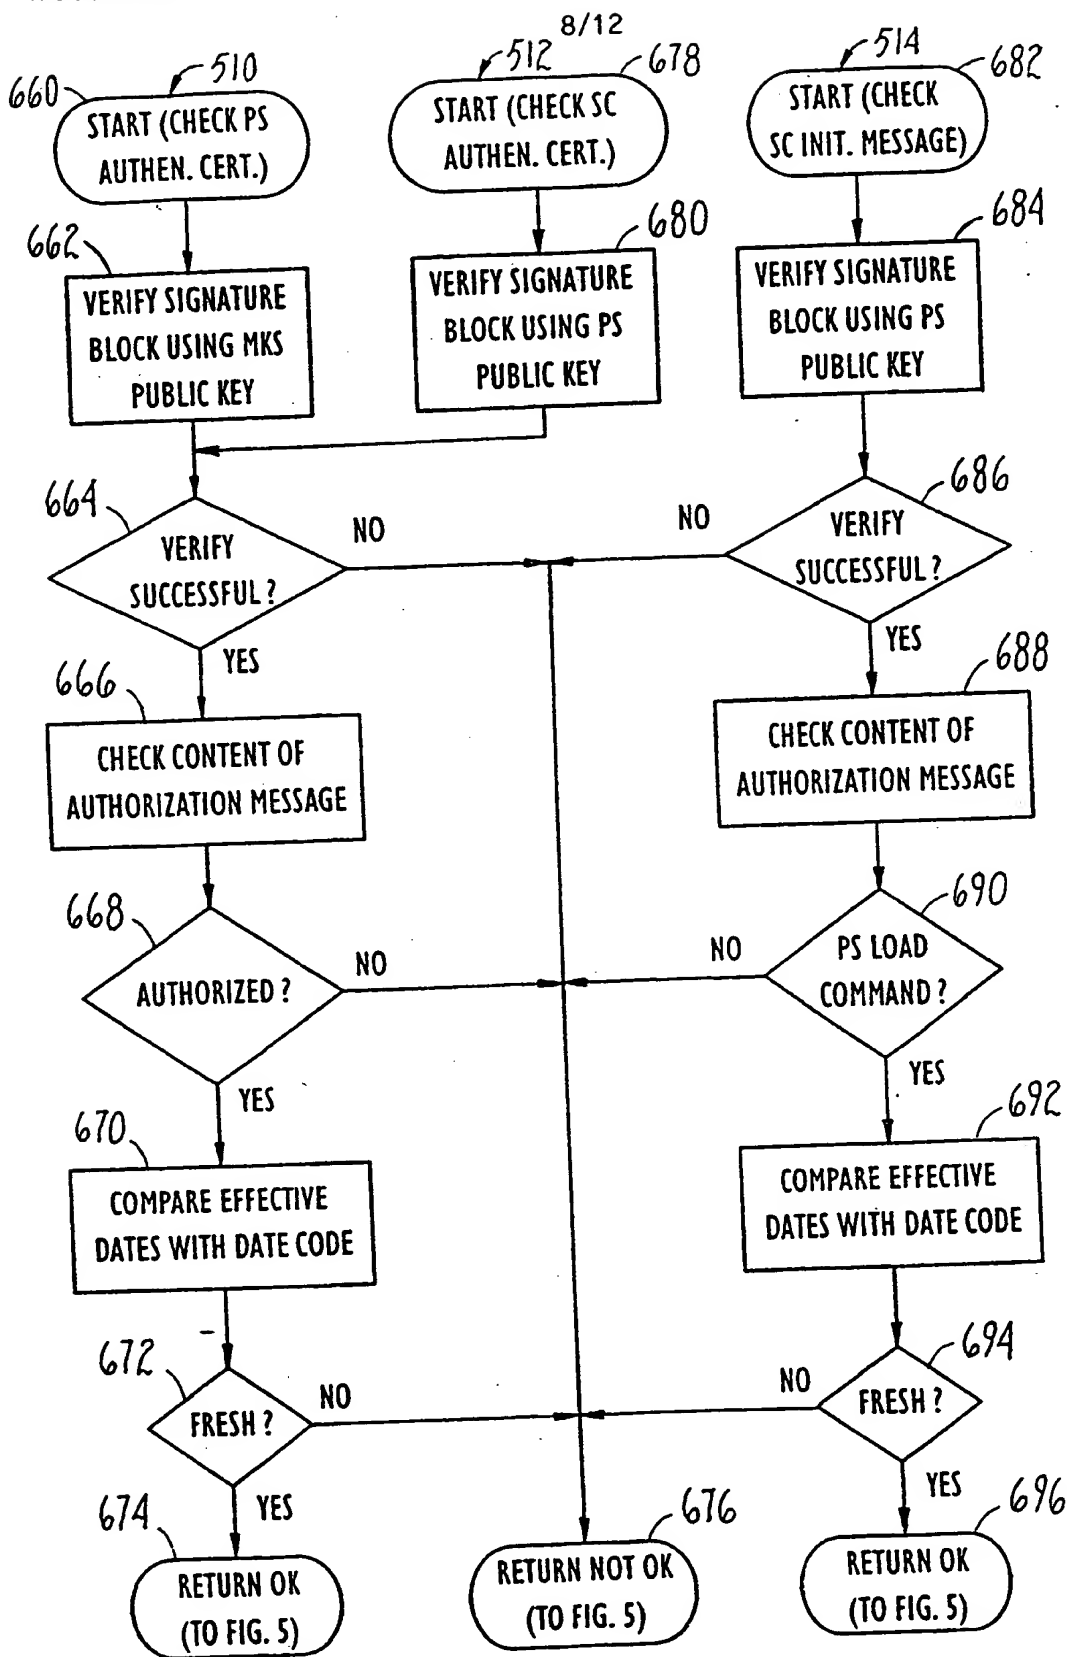 8/12
510
512
678
514
682
660
START (CHECK PS
AUTHEN. CERT.)
START (CHECK SC
AUTHEN. CERT.)
START (CHECK
SC INIT. MESSAGE)
662
680
684
VERIFY SIGNATURE
BLOCK USING MKS
PUBLIC KEY
VERIFY SIGNATURE
BLOCK USING PS
PUBLIC KEY
VERIFY SIGNATURE
BLOCK USING PS
PUBLIC KEY
664
686
VERIFY
SUCCESSFUL?
NO
NO
VERIFY
SUCCESSFUL?
YES
YES
666
688
CHECK CONTENT OF
AUTHORIZATION MESSAGE
CHECK CONTENT OF
AUTHORIZATION MESSAGE
668
690
AUTHORIZED?
NO
NO
PS LOAD
COMMAND?
YES
YES
670
692
COMPARE EFFECTIVE
DATES WITH DATE CODE
COMPARE EFFECTIVE
DATES WITH DATE CODE
672
694
FRESH?
NO
NO
FRESH?
YES
YES
674
676
696
RETURN OK
(TO FIG. 5)
RETURN NOT OK
(TO FIG. 5)
RETURN OK
(TO FIG. 5)